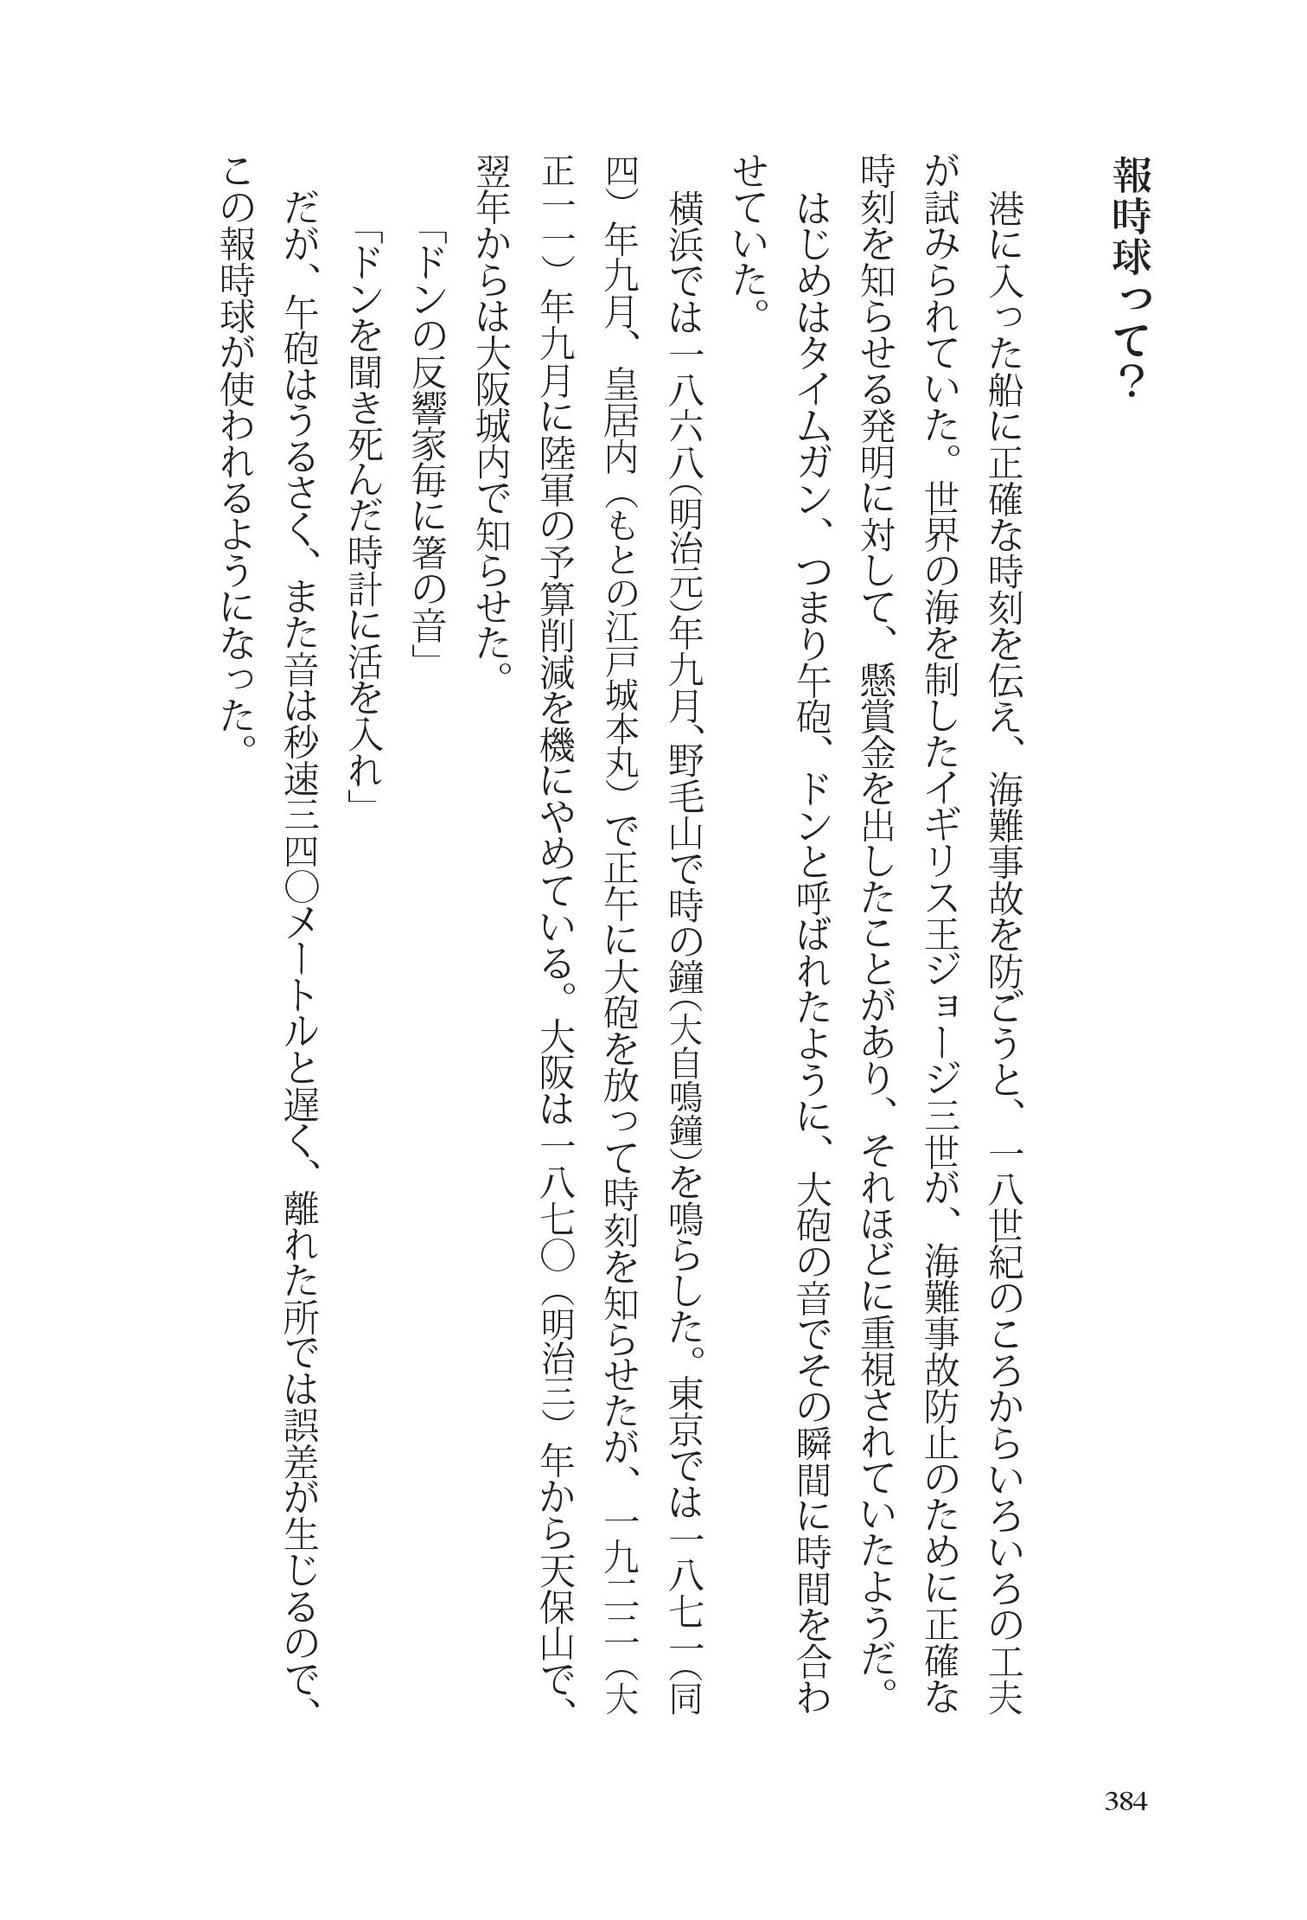 報時球って?
港に入った船に正確な時刻を伝え、海難事故を防ごうと、一八世紀のころからいろいろの工夫
が試みられていた。世界の海を制したイギリス王ジョージ三世が、海難事故防止のために正確な
時刻を知らせる発明に対して、懸賞金を出したことがあり、それほどに重視されていたようだ。
はじめはタイムガン、つまり午砲、ドンと呼ばれたように、大砲の音でその瞬間に時間を合わ
せていた。
横浜では一八六八(明治元)年九月、野毛山で時の鐘(大自鳴鐘)を鳴らした。東京では一八七一(同
四)年九月、皇居内(もとの江戸城本丸)で正午に大砲を放って時刻を知らせたが、一九二二(大
正一一)年九月に陸軍の予算削減を機にやめている。大阪は一八七〇(明治三)年から天保山で、
翌年からは大阪城内で知らせた。
「ドンの反響家毎に箸の音」
「ドンを聞き死んだ時計に活を入れ」
だが、午砲はうるさく、また音は秒速三四〇メートルと遅く、離れた所では誤差が生じるので、
この報時球が使われるようになった。
384